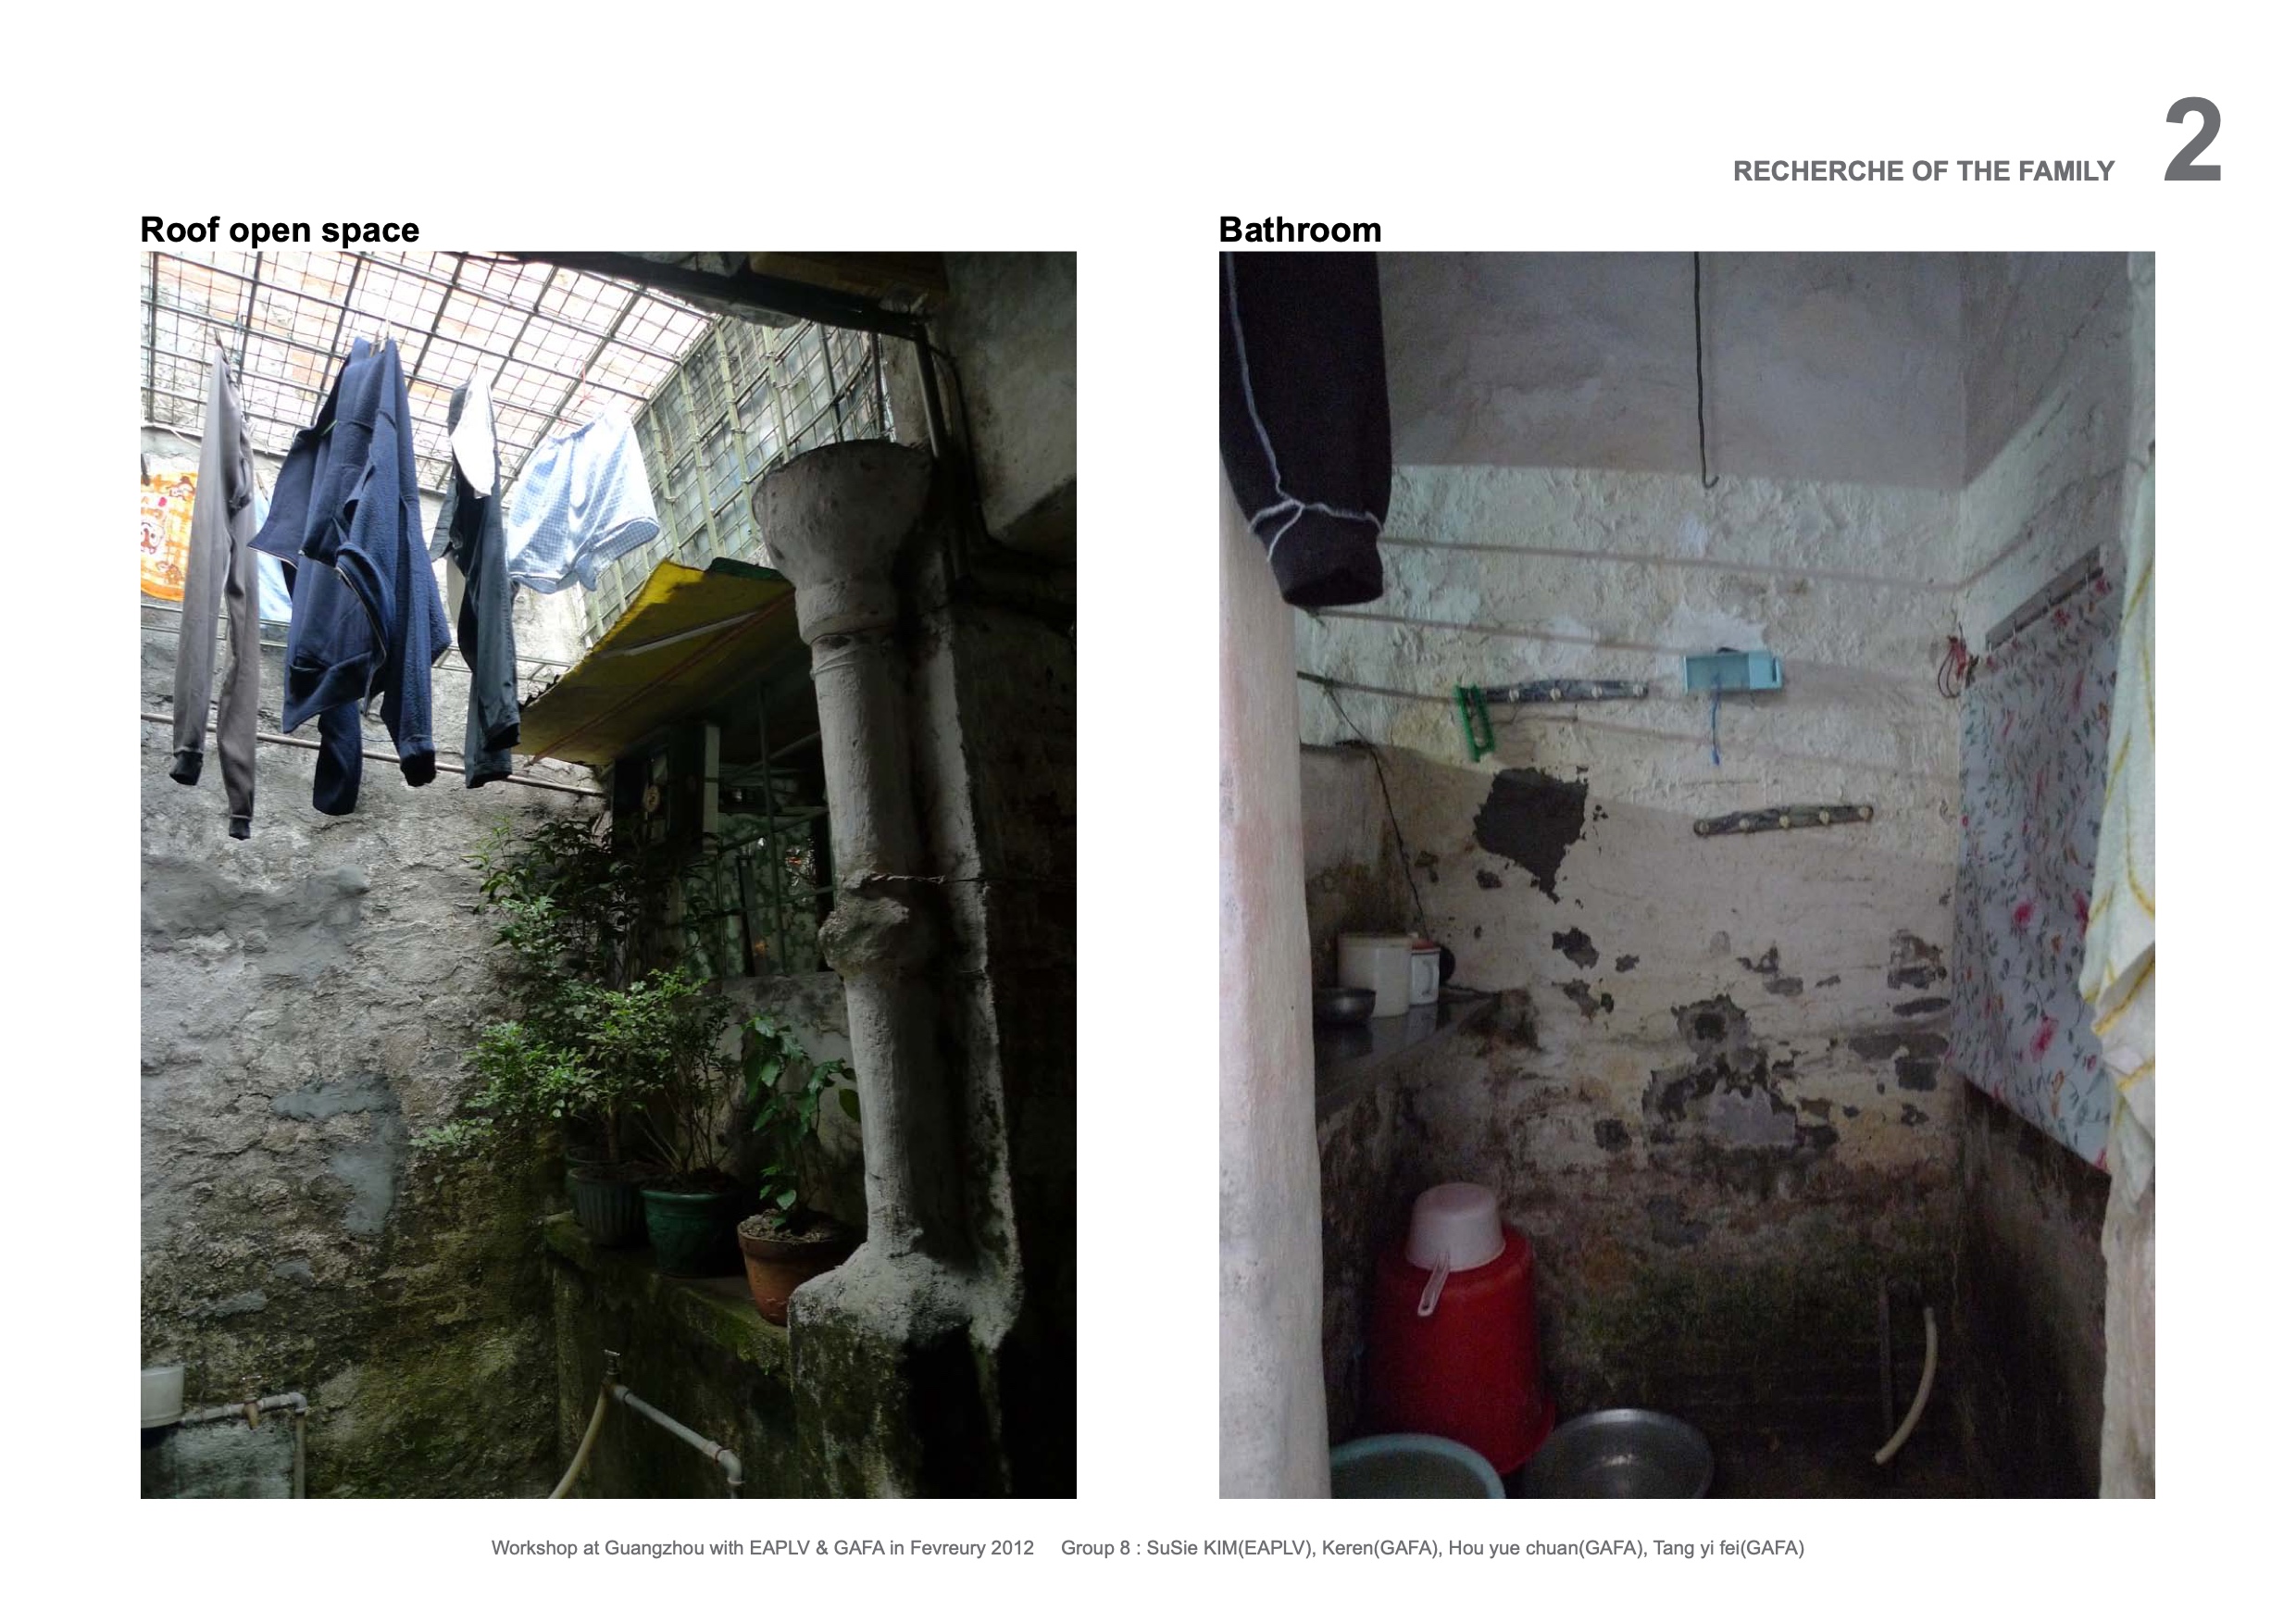 RECHERCHE OF THE FAMILY 2
Roof open space
Bathroom
Workshop at Guangzhou with EAPLV & GAFA in Fevreury 2012 Group 8 : SuSie KIM(EAPLV), Keren(GAFA), Hou yue chuan(GAFA), Tang yi fei(GAFA)